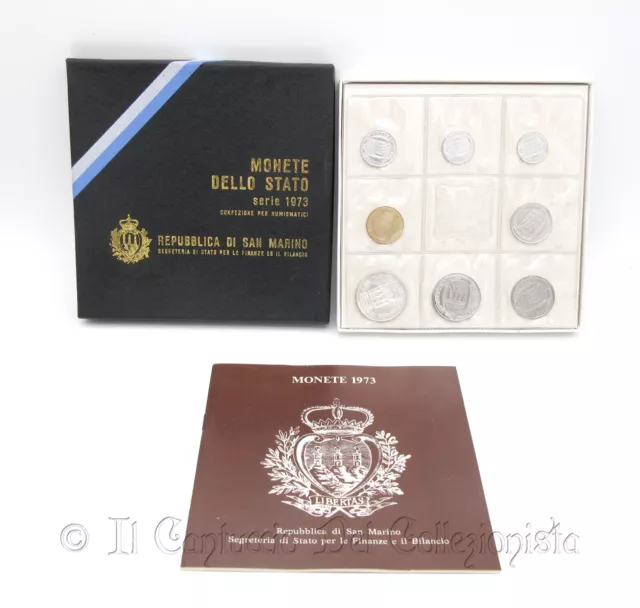 MONETE
DELLO STATO
serie 1973
CONFEZIONE PER NUMISMATICI
REPUBBLICA DI SAN MARINO
SEGRETERIA DI STATO PER LE FINANZE ED IL BILANCIO
MONETE 1973
LIBERTAS
Repubblica di San Marino
Segreteria di Stato per le Finanze e il Bilancio
© Il Cantuccio Del Collezionista